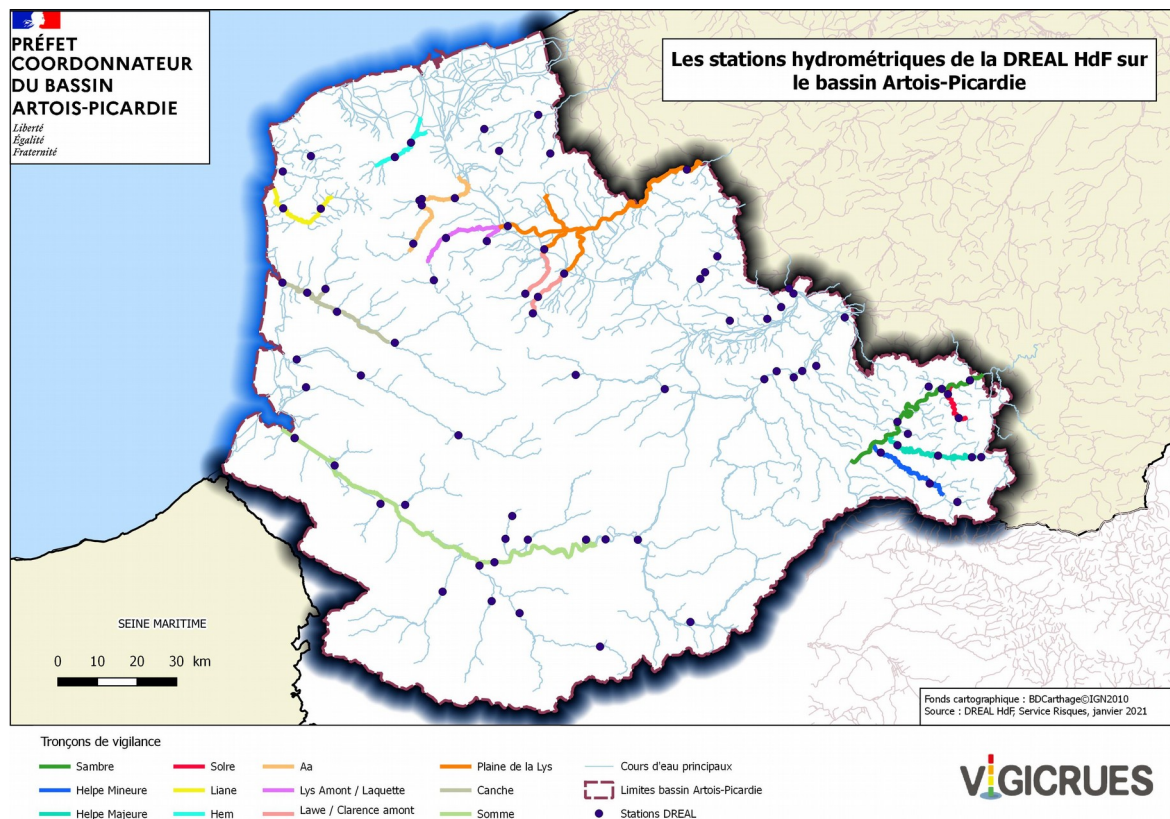 PRÉFET
COORDONNATEUR
DU BASSIN
ARTOIS-PICARDIE
Liberté
Égalité
Fraternité
Les stations hydrométriques de la DREAL HdF sur
le bassin Artois-Picardie
SEINE MARITIME
0 10 20 30 km
Fonds cartographique : BDCarthage©IGN2010
Source : DREAL HdF, Service Risques, janvier 2021
Tronçons de vigilance
Sambre
Helpe Mineure
Helpe Majeure
Solre
Liane
Hem
Aa
Lys Amont / Laquette
Lawe / Clarence amont
Plaine de la Lys
Canche
Somme
Cours d'eau principaux
Limites bassin Artois-Picardie
Stations DREAL
VIGICRUES